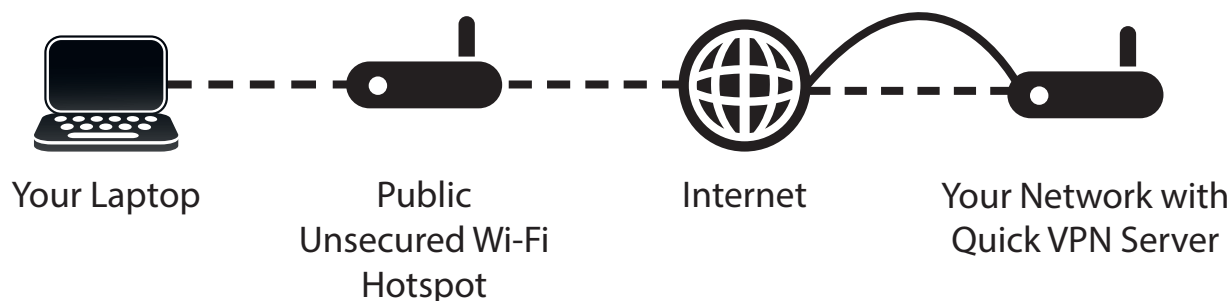 Your Laptop
Public
Unsecured Wi-Fi
Hotspot
Internet
Your Network with
Quick VPN Server